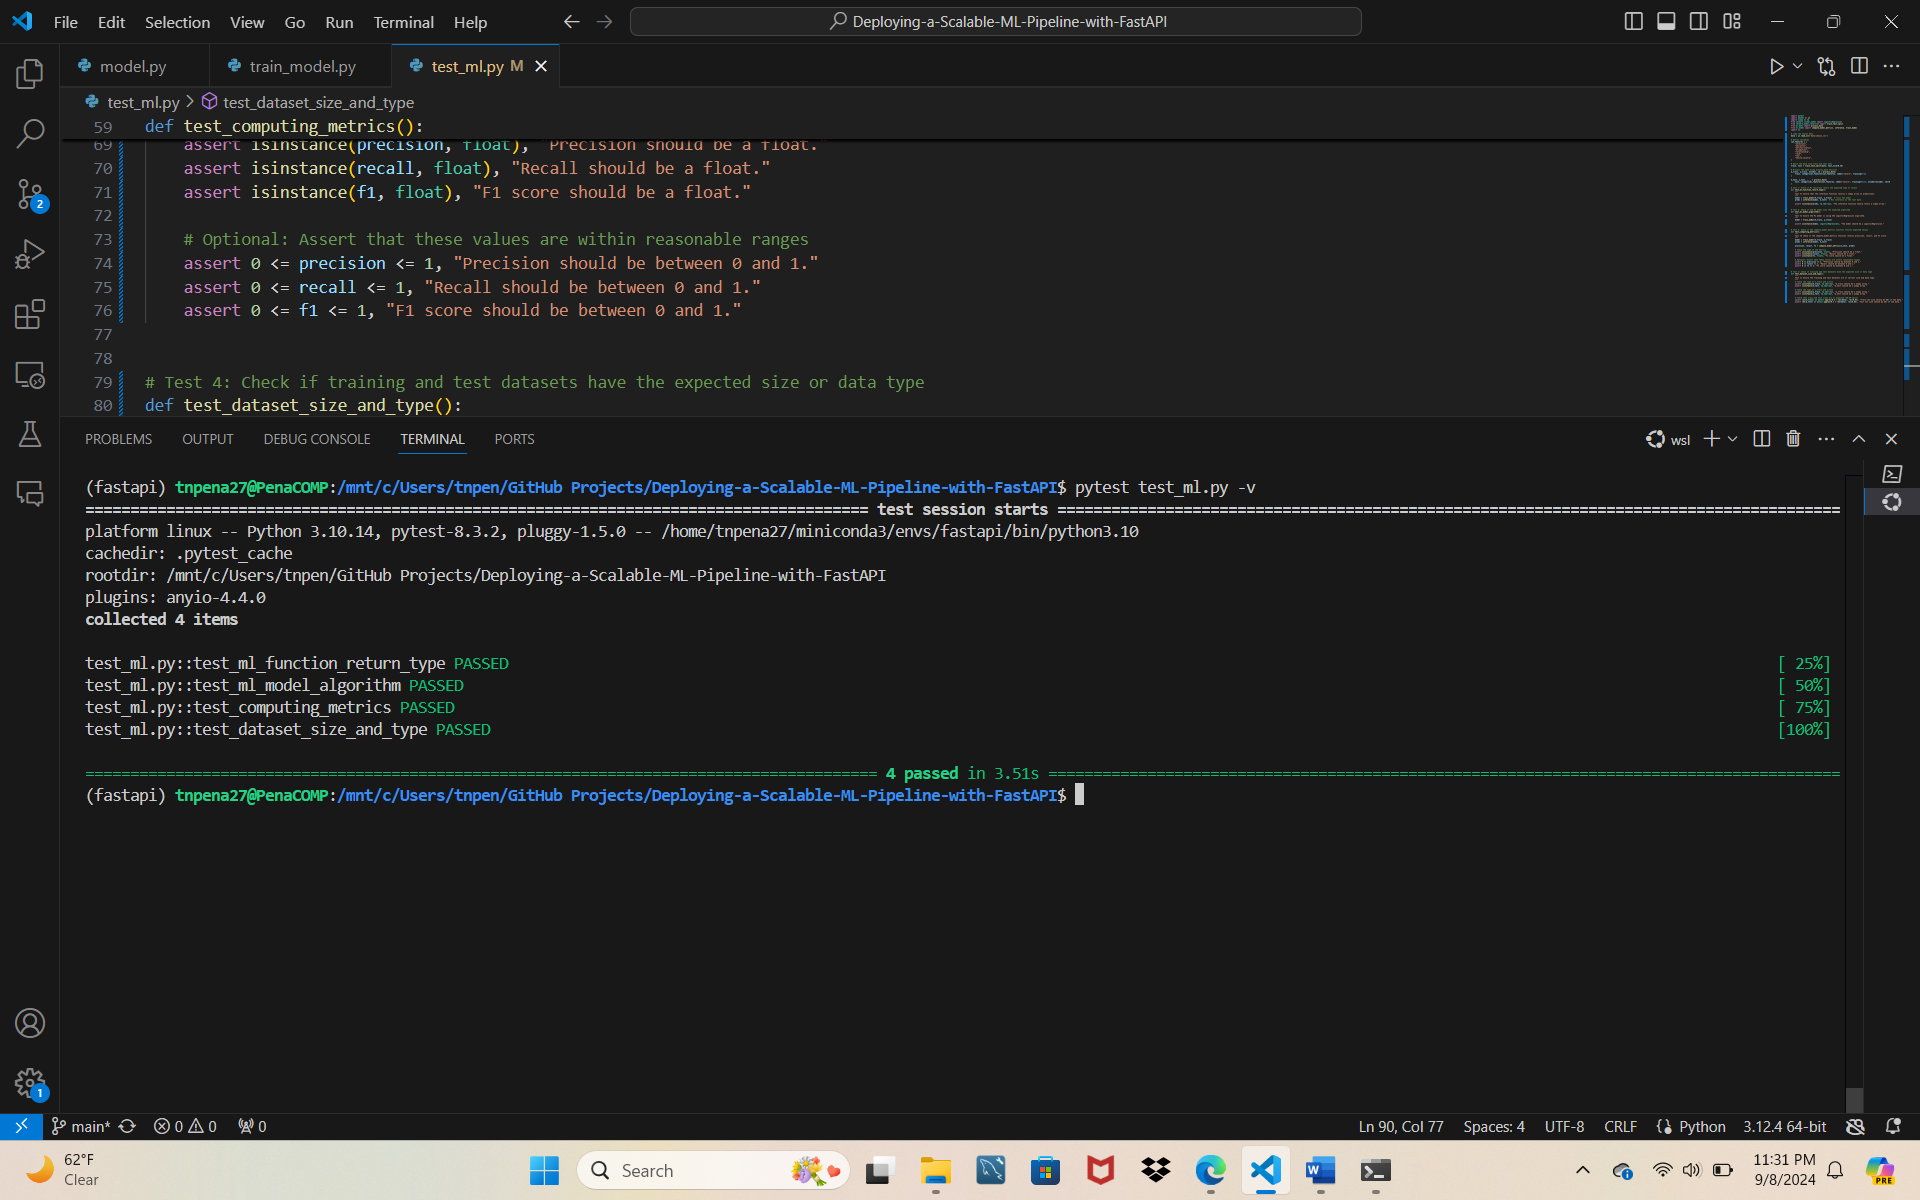 File Edit Selection View Go Run Terminal Help
Deploying-a-Scalable-ML-Pipeline-with-FastAPI
model.py
train_model.py
test_ml.py M
test_ml.py > test_dataset_size_and_type
59 def test_computing_metrics():
69 assert isinstance(precision, float), "Precision should be a float."
70 assert isinstance(recall, float), "Recall should be a float."
71 assert isinstance(f1, float), "F1 score should be a float."
72
73 # Optional: Assert that these values are within reasonable ranges
74 assert 0 <= precision <= 1, "Precision should be between 0 and 1."
75 assert 0 <= recall <= 1, "Recall should be between 0 and 1."
76 assert 0 <= f1 <= 1, "F1 score should be between 0 and 1."
77
78
79 # Test 4: Check if training and test datasets have the expected size or data type
80 def test_dataset_size_and_type():
PROBLEMS OUTPUT DEBUG CONSOLE TERMINAL PORTS
wsl
(fastapi) tnpena27@PenaCOMP:/mnt/c/Users/tnpen/GitHub Projects/Deploying-a-Scalable-ML-Pipeline-with-FastAPI$ pytest test_ml.py -v
test session starts
platform linux -- Python 3.10.14, pytest-8.3.2, pluggy-1.5.0 -- /home/tnpena27/miniconda3/envs/fastapi/bin/python3.10
cachedir: .pytest_cache
rootdir: /mnt/c/Users/tnpen/GitHub Projects/Deploying-a-Scalable-ML-Pipeline-with-FastAPI
plugins: anyio-4.4.0
collected 4 items
test_ml.py::test_ml_function_return_type PASSED [ 25%]
test_ml.py::test_ml_model_algorithm PASSED [ 50%]
test_ml.py::test_computing_metrics PASSED [ 75%]
test_ml.py::test_dataset_size_and_type PASSED [100%]
4 passed in 3.51s
(fastapi) tnpena27@PenaCOMP:/mnt/c/Users/tnpen/GitHub Projects/Deploying-a-Scalable-ML-Pipeline-with-FastAPI$
2
1
main* 0 0 0
Ln 90, Col 77 Spaces: 4 UTF-8 CRLF Python 3.12.4 64-bit
62°F
Clear
Search
11:31 PM
9/8/2024
PRE